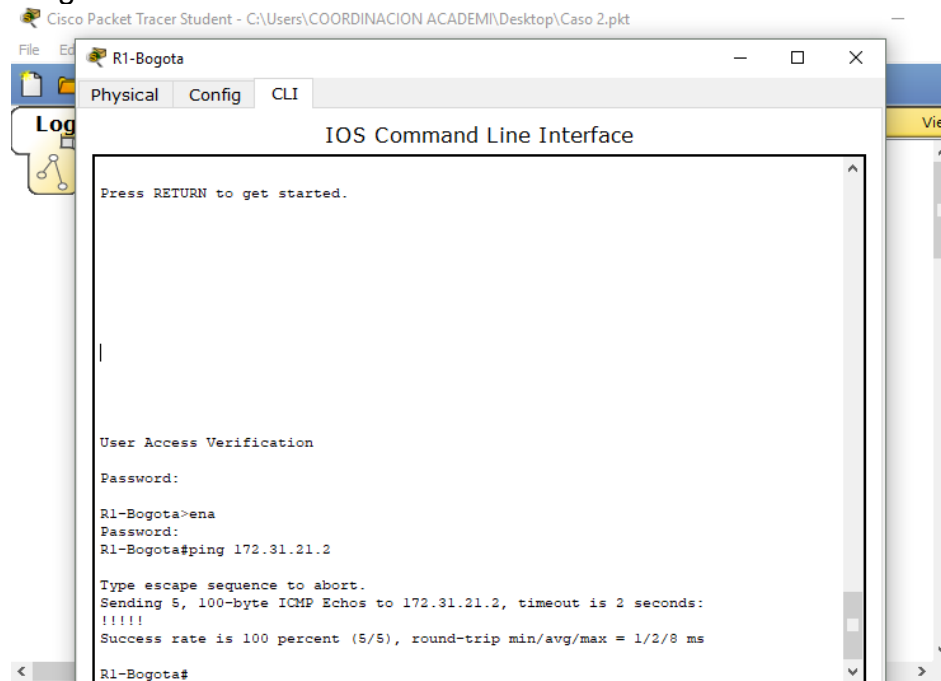 Cisco Packet Tracer Student - C:\Users\COORDINACION ACADEMI\Desktop\Caso 2.pkt
File Ed
R1-Bogota
Physical Config CLI
Log
Vie
IOS Command Line Interface
Press RETURN to get started.
User Access Verification
Password:
R1-Bogota>ena
Password:
R1-Bogota#ping 172.31.21.2
Type escape sequence to abort.
Sending 5, 100-byte ICMP Echos to 172.31.21.2, timeout is 2 seconds:
!!!!!
Success rate is 100 percent (5/5), round-trip min/avg/max = 1/2/8 ms
R1-Bogota#